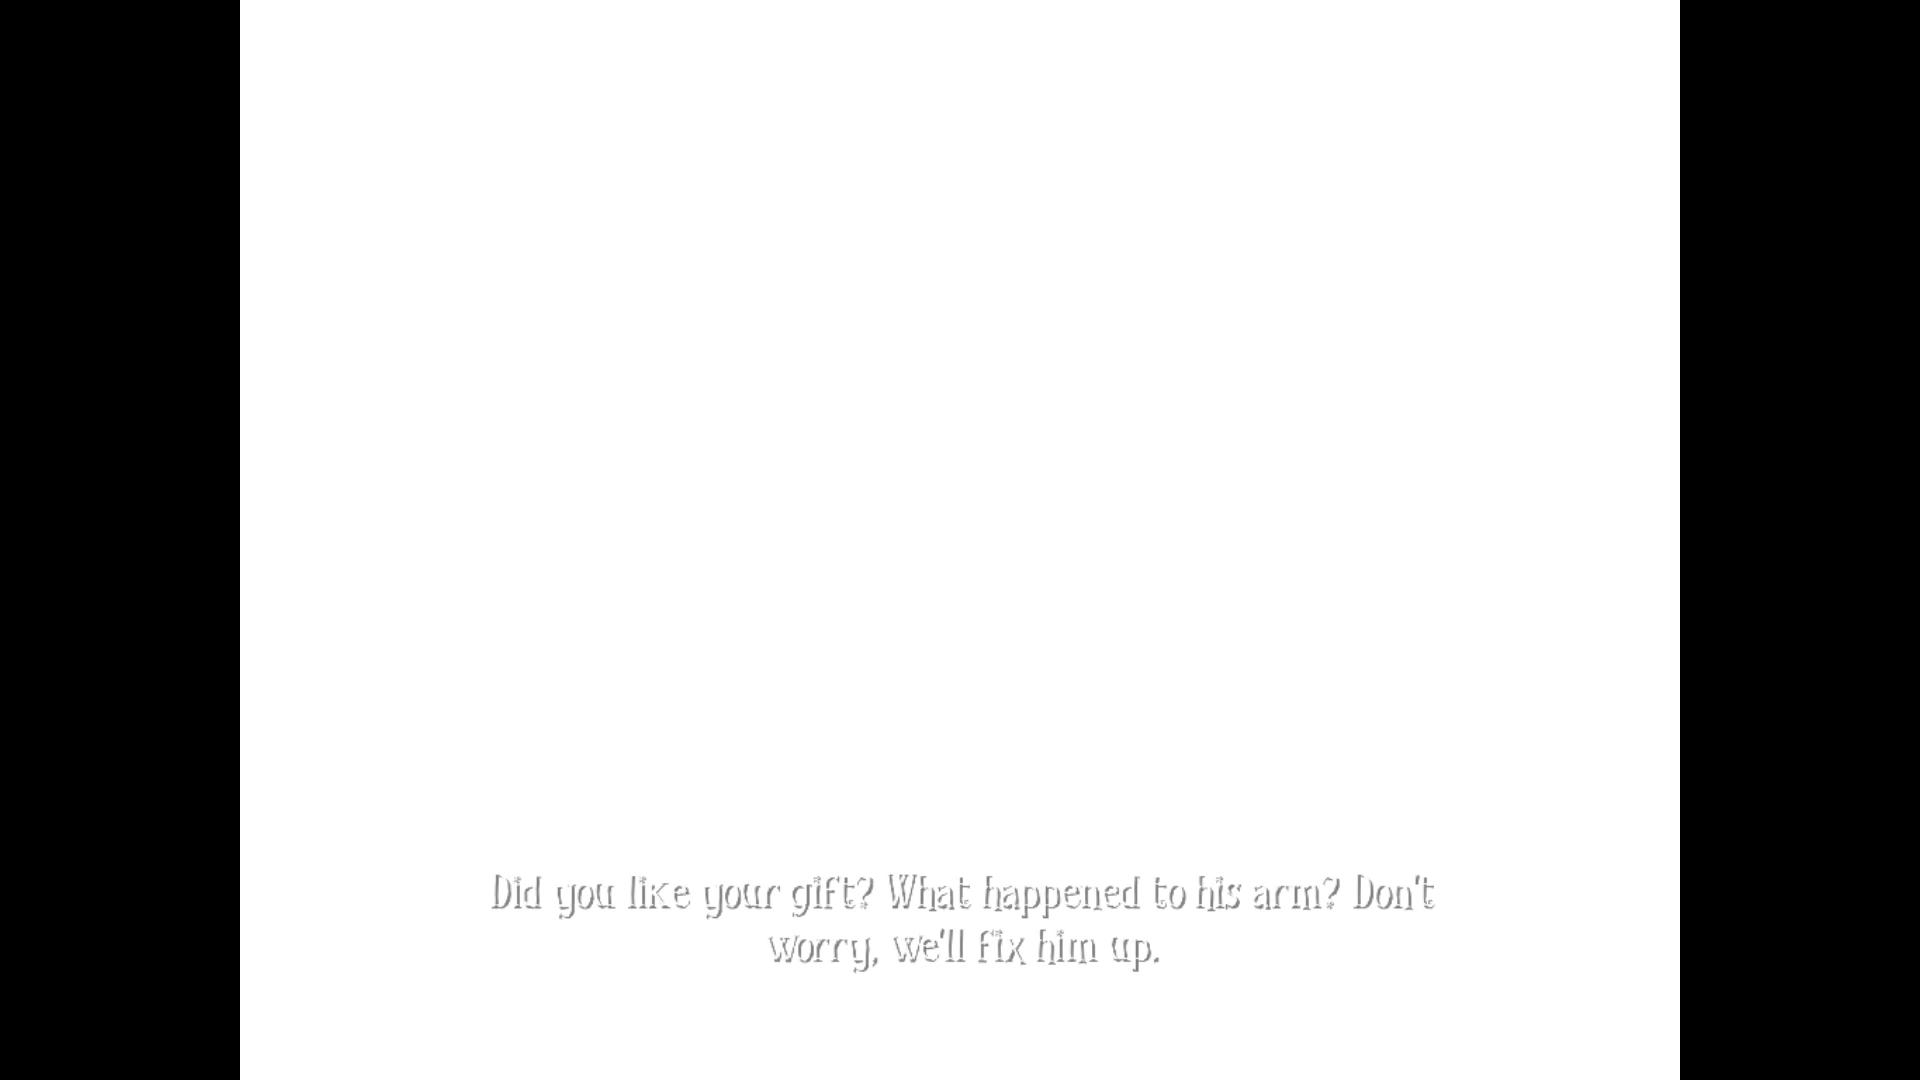 Did you like your gift? What happened to his arm? Don't
worry, we'll fix him up.